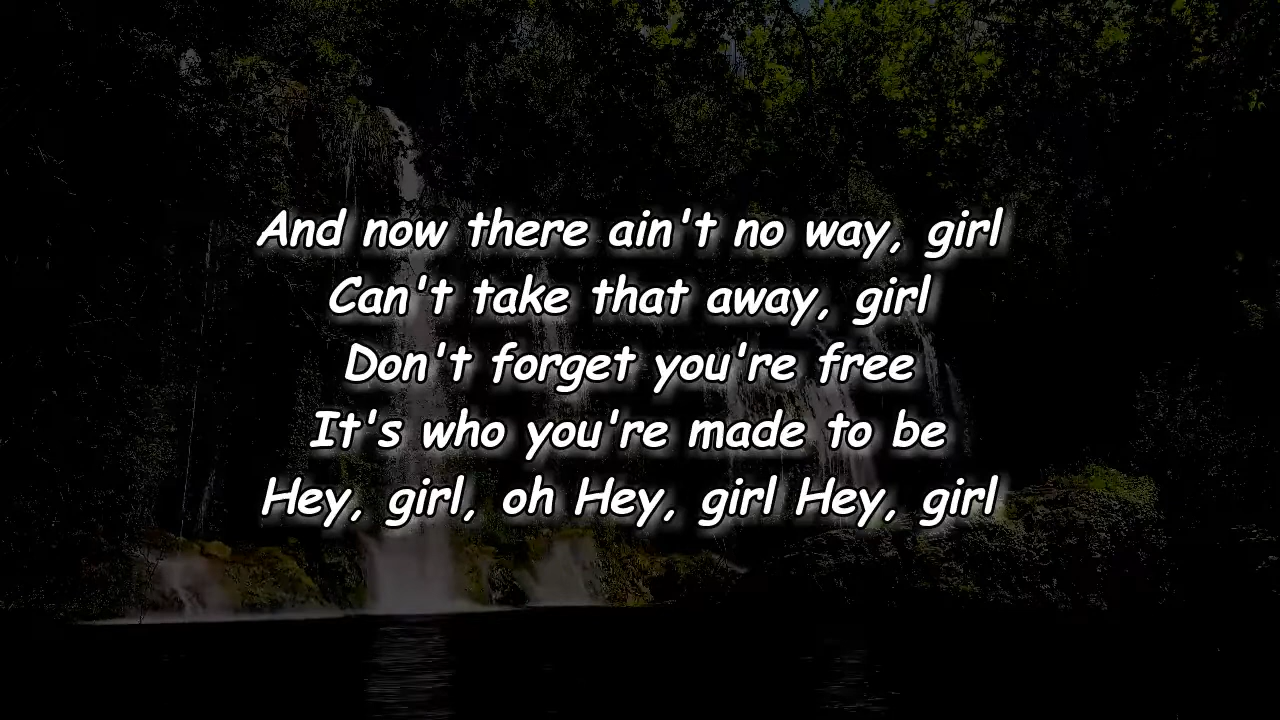 And now there ain't no way, girl
Can't take that away, girl
Don't forget you're free
It's who you're made to be
Hey, girl, oh Hey, girl Hey, girl